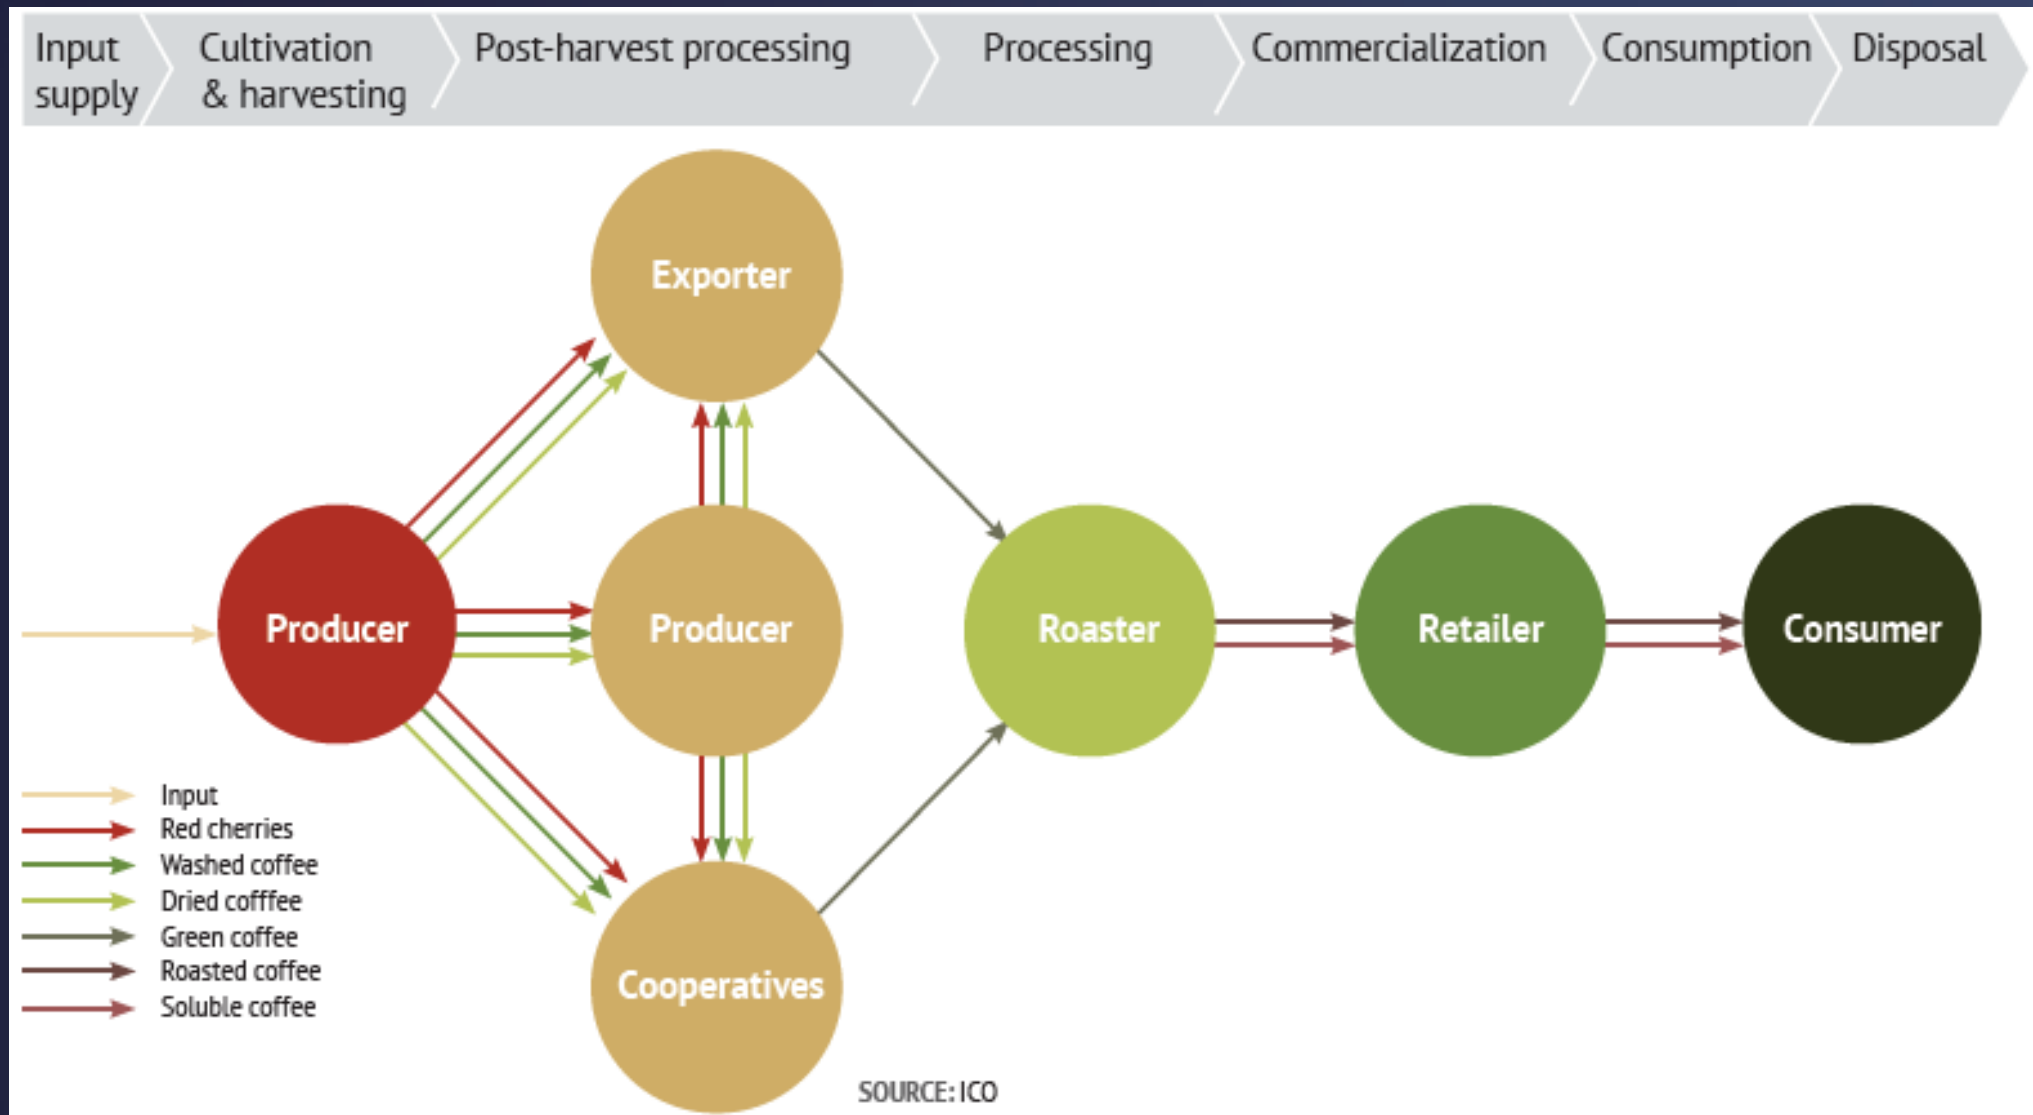 Input
supply
Cultivation
& harvesting
Post-harvest processing
Processing
Commercialization
Consumption
Disposal
Exporter
Producer
Producer
Roaster
Retailer
Consumer
Cooperatives
Input
Red cherries
Washed coffee
Dried cofffee
Green coffee
Roasted coffee
Soluble coffee
SOURCE: ICO